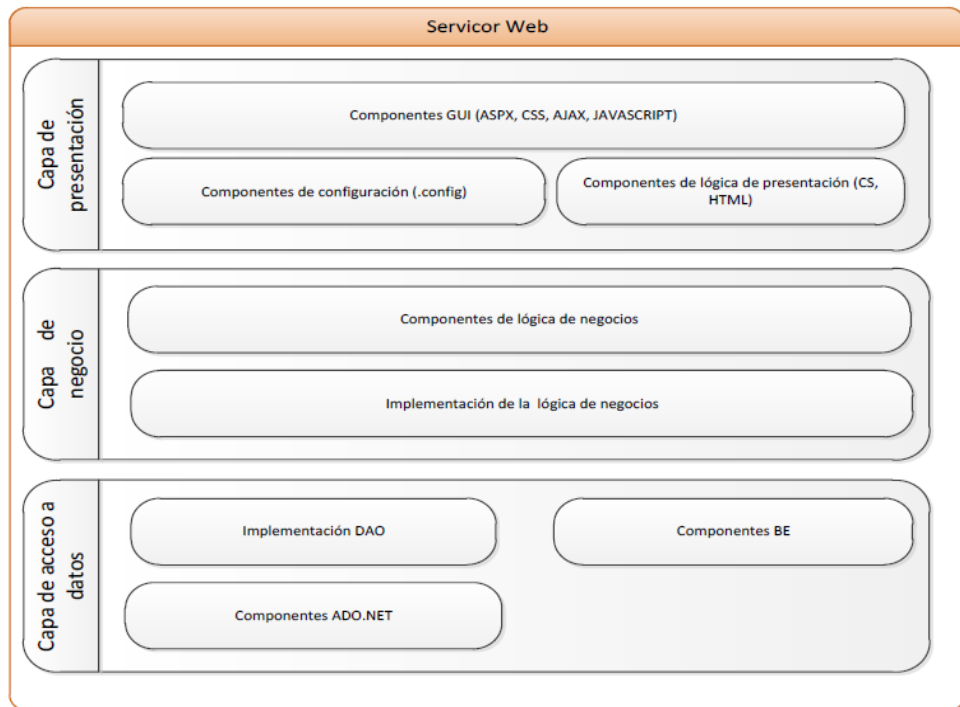 Servicor Web
Capa de
presentación
Componentes GUI (ASPX, CSS, AJAX, JAVASCRIPT)
Componentes de configuración (.config)
Componentes de lógica de presentación (CS,
HTML)
Capa de
negocio
Componentes de lógica de negocios
Implementación de la lógica de negocios
Capa de acceso a
datos
Implementación DAO
Componentes BE
Componentes ADO.NET